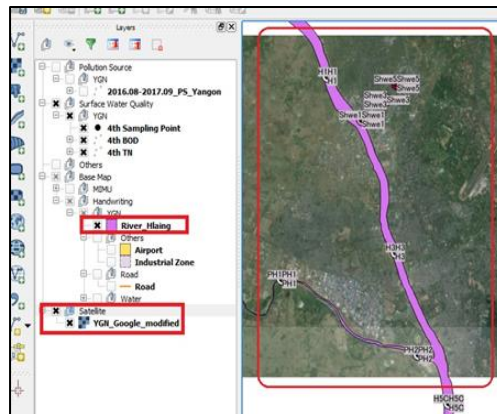 Layers
Pollution Source
YGN
2016.08-2017.09_PS_Yangon
Surface Water Quality
YGN
4th Sampling Point
4th BOD
4th TN
Others
Base Map
MIMU
Handwriting
YGN
River_Hlaing
Others
Airport
Industrial Zone
Road
Road
Water
Satellite
YGN_Google_modified
H1H1
H1
Shwe5Shwe5
Shwe5
Shwe3
Shwe3Shwe3
Shwe1Shwe1
Shwe1
H3H3
H3
PH1PH1
PH1
PH2PH2
PH2
H5CH5C
H5C